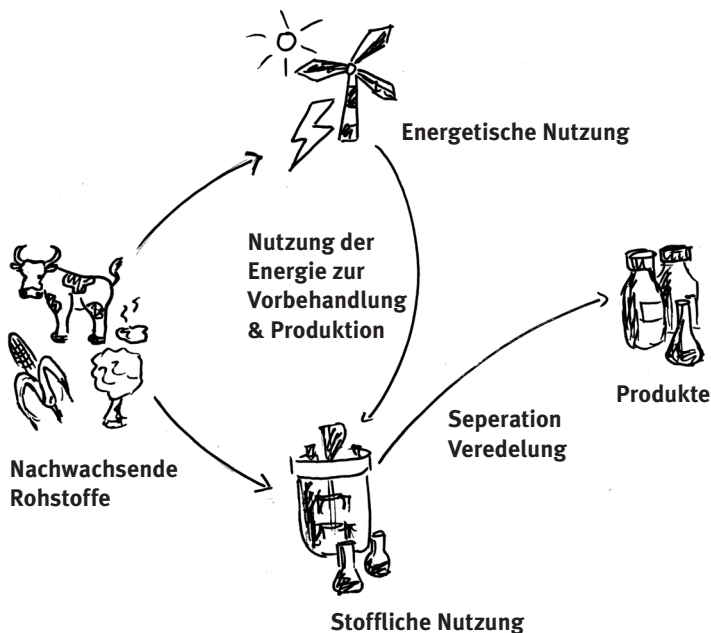 Energetische Nutzung
Nutzung der
Energie zur
Vorbehandlung
& Produktion
Produkte
Seperation
Veredelung
Nachwachsende
Rohstoffe
Stoffliche Nutzung